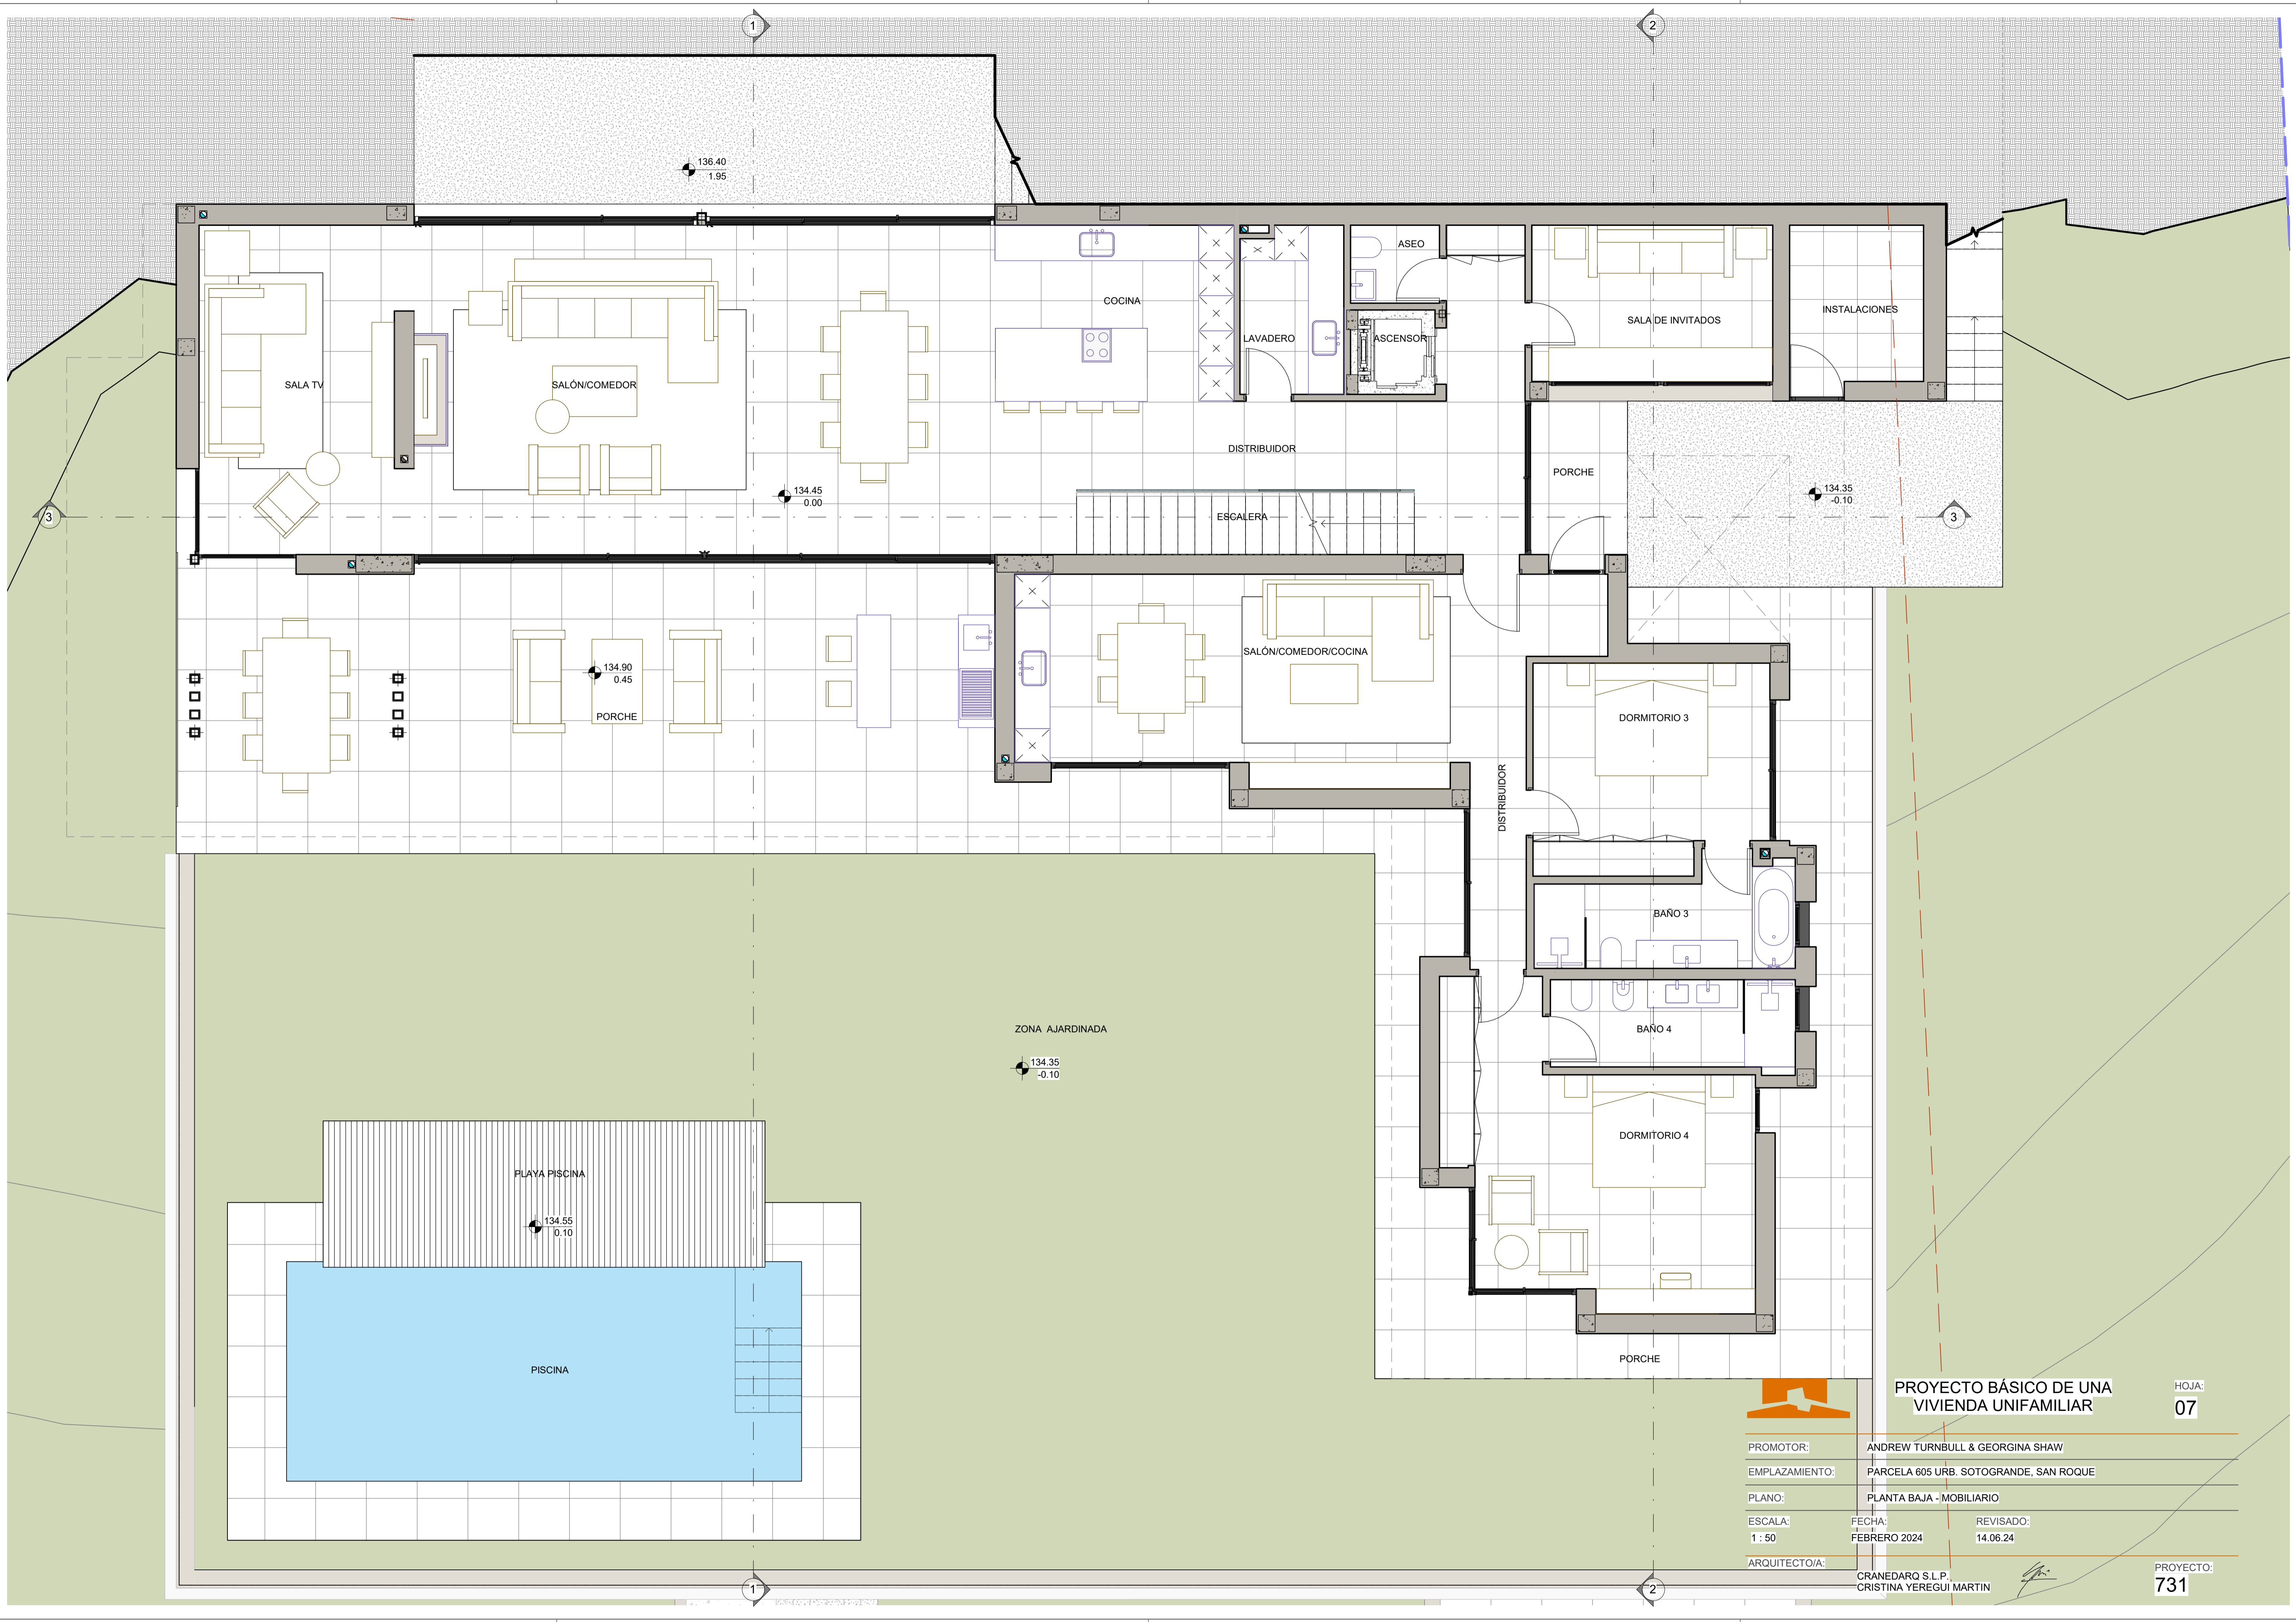 1
2
136.40
1.95
ASEO
COCINA
SALA DE INVITADOS
INSTALACIONES
LAVADERO
ASCENSOR
SALA TV
SALÓN/COMEDOR
DISTRIBUIDOR
PORCHE
134.45
0.00
134.35
-0.10
3
ESCALERA
3
SALÓN/COMEDOR/COCINA
134.90
0.45
PORCHE
DORMITORIO 3
DISTRIBUIDOR
BAÑO 3
ZONA AJARDINADA
BAÑO 4
134.35
-0.10
DORMITORIO 4
PLAYA PISCINA
134.55
0.10
PISCINA
PORCHE
PROYECTO BÁSICO DE UNA
VIVIENDA UNIFAMILIAR
HOJA:
07
PROMOTOR: ANDREW TURNBULL & GEORGINA SHAW
EMPLAZAMIENTO: PARCELA 605 URB. SOTOGRANDE, SAN ROQUE
PLANO: PLANTA BAJA - MOBILIARIO
ESCALA: FECHA: REVISADO:
1 : 50 FEBRERO 2024 14.06.24
ARQUITECTO/A:
CRANEDARQ S.L.P.
CRISTINA YEREGUI MARTIN
PROYECTO:
731
1
2